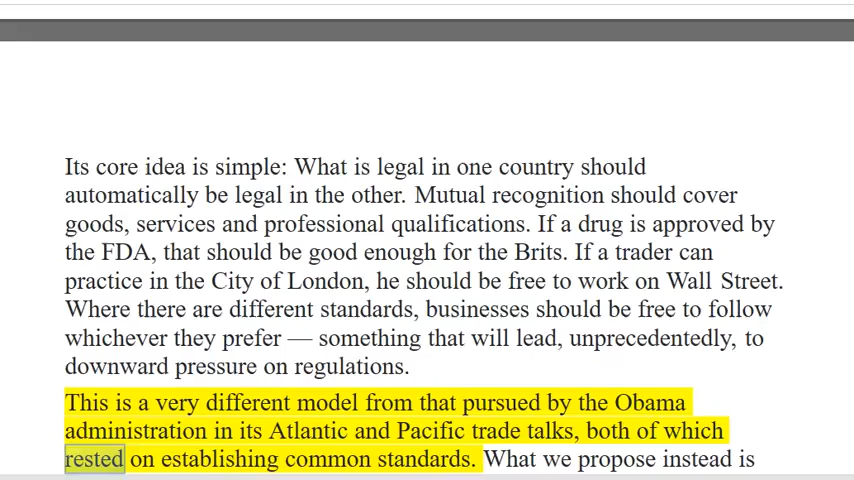 Its core idea is simple: What is legal in one country should
automatically be legal in the other. Mutual recognition should cover
goods, services and professional qualifications. If a drug is approved by
the FDA, that should be good enough for the Brits. If a trader can
practice in the City of London, he should be free to work on Wall Street.
Where there are different standards, businesses should be free to follow
whichever they prefer — something that will lead, unprecedentedly, to
downward pressure on regulations.
This is a very different model from that pursued by the Obama
administration in its Atlantic and Pacific trade talks, both of which
rested on establishing common standards. What we propose instead is